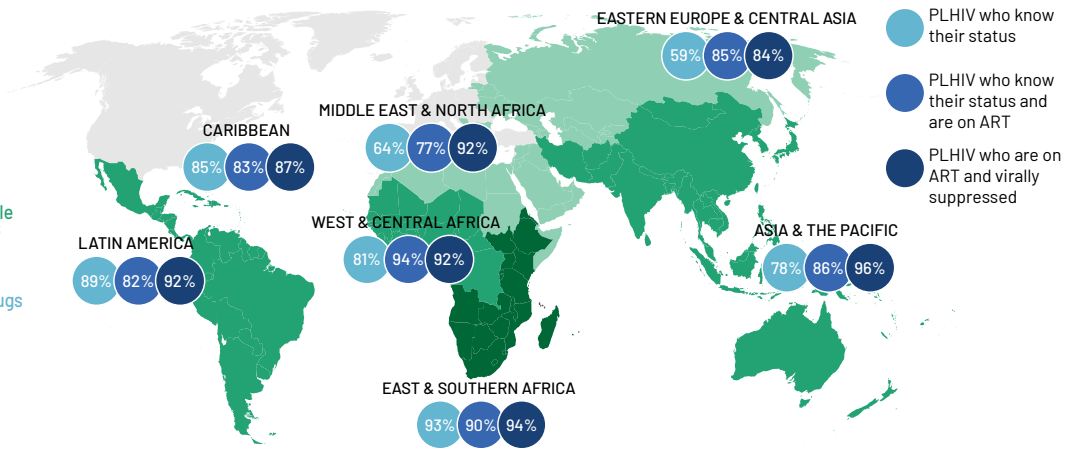 EASTERN EUROPE & CENTRAL ASIA
59% 85% 84%
PLHIV who know
their status
PLHIV who know
their status and
are on ART
PLHIV who are on
ART and virally
suppressed
MIDDLE EAST & NORTH AFRICA
64% 77% 92%
CARIBBEAN
85% 83% 87%
WEST & CENTRAL AFRICA
81% 94% 92%
LATIN AMERICA
89% 82% 92%
ASIA & THE PACIFIC
78% 86% 96%
EAST & SOUTHERN AFRICA
93% 90% 94%